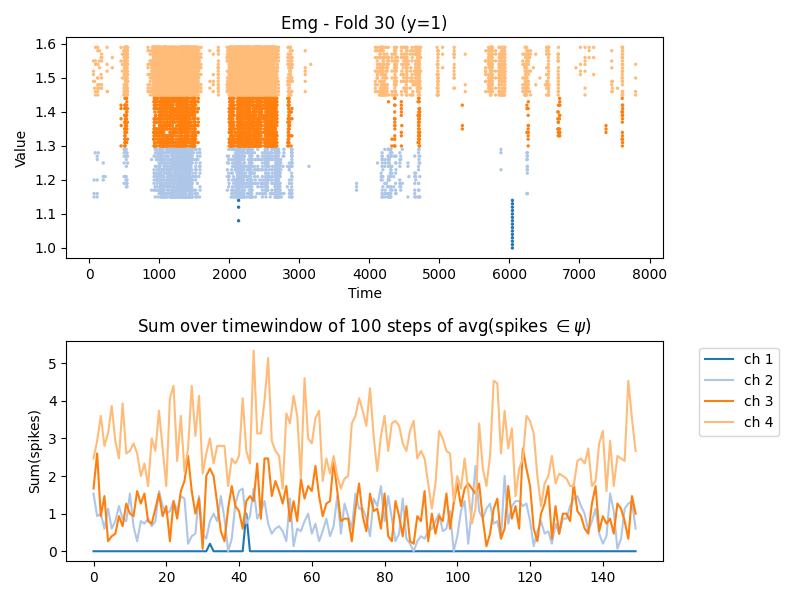 Emg - Fold 30 (y=1)
1.6
1.5
1.4
1.3
1.2
1.1
1.0
Value
0 1000 2000 3000 4000 5000 6000 7000 8000
Time
Sum over timewindow of 100 steps of avg(spikes ∈ ψ)
5
4
3
2
1
0
Sum(spikes)
0 20 40 60 80 100 120 140
ch 1
ch 2
ch 3
ch 4